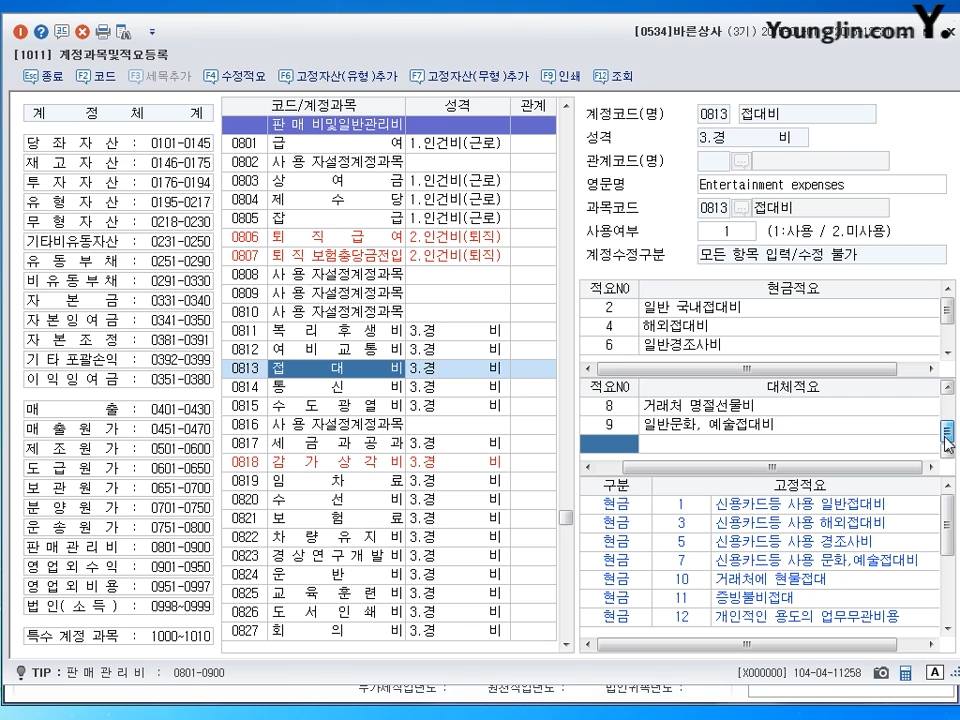 Younglin.com Y.
[0534]바른상사 (3기)
[1011] 계정과목및적요등록
Esc 종료 F2 코드 F3 세목추가 F4 수정적요 F6 고정자산(유형)추가 F7 고정자산(무형)추가 F9 인쇄 F12 조회
계 정 체 계
당 좌 자 산 : 0101-0145
재 고 자 산 : 0146-0175
투 자 자 산 : 0176-0194
유 형 자 산 : 0195-0217
무 형 자 산 : 0218-0230
기타비유동자산 : 0231-0250
유 동 부 채 : 0251-0290
비 유 동 부 채 : 0291-0330
자 본 금 : 0331-0340
자 본 잉 여 금 : 0341-0350
자 본 조 정 : 0381-0391
기 타 포괄손익 : 0392-0399
이 익 잉 여 금 : 0351-0380
매 출 : 0401-0430
매 출 원 가 : 0451-0470
제 조 원 가 : 0501-0600
도 급 원 가 : 0601-0650
보 관 원 가 : 0651-0700
분 양 원 가 : 0701-0750
운 송 원 가 : 0751-0800
판 매 관 리 비 : 0801-0900
영 업 외 수 익 : 0901-0950
영 업 외 비 용 : 0951-0997
법 인( 소 득 ) : 0998-0999
특수 계정 과목 : 1000~1010
코드/계정과목 성격 관계
판 매 비및일반관리비
0801 급 여 1.인건비(근로)
0802 사 용 자설정계정과목
0803 상 여 금 1.인건비(근로)
0804 제 수 당 1.인건비(근로)
0805 잡 급 1.인건비(근로)
0806 퇴 직 급 여 2.인건비(퇴직)
0807 퇴 직 보험충당금전입 2.인건비(퇴직)
0808 사 용 자설정계정과목
0809 사 용 자설정계정과목
0810 사 용 자설정계정과목
0811 복 리 후 생 비 3.경 비
0812 여 비 교 통 비 3.경 비
0813 접 대 비 3.경 비
0814 통 신 비 3.경 비
0815 수 도 광 열 비 3.경 비
0816 사 용 자설정계정과목
0817 세 금 과 공 과 3.경 비
0818 감 가 상 각 비 3.경 비
0819 임 차 료 3.경 비
0820 수 선 비 3.경 비
0821 보 험 료 3.경 비
0822 차 량 유 지 비 3.경 비
0823 경 상 연 구 개 발 비 3.경 비
0824 운 반 비 3.경 비
0825 교 육 훈 련 비 3.경 비
0826 도 서 인 쇄 비 3.경 비
0827 회 의 비 3.경 비
계정코드(명) 0813 접대비
성격 3.경 비
관계코드(명)
영문명 Entertainment expenses
과목코드 0813 접대비
사용여부 1 (1:사용 / 2.미사용)
계정수정구분 모든 항목 입력/수정 불가
적요NO 현금적요
2 일반 국내접대비
4 해외접대비
6 일반경조사비
적요NO 대체적요
8 거래처 명절선물비
9 일반문화, 예술접대비
구분 고정적요
현금 1 신용카드등 사용 일반접대비
현금 3 신용카드등 사용 해외접대비
현금 5 신용카드등 사용 경조사비
현금 7 신용카드등 사용 문화,예술접대비
현금 10 거래처에 현물접대
현금 11 증빙불비접대
현금 12 개인적인 용도의 업무무관비용
TIP : 판 매 관 리 비 : 0801-0900
[X000000] 104-04-11258 A